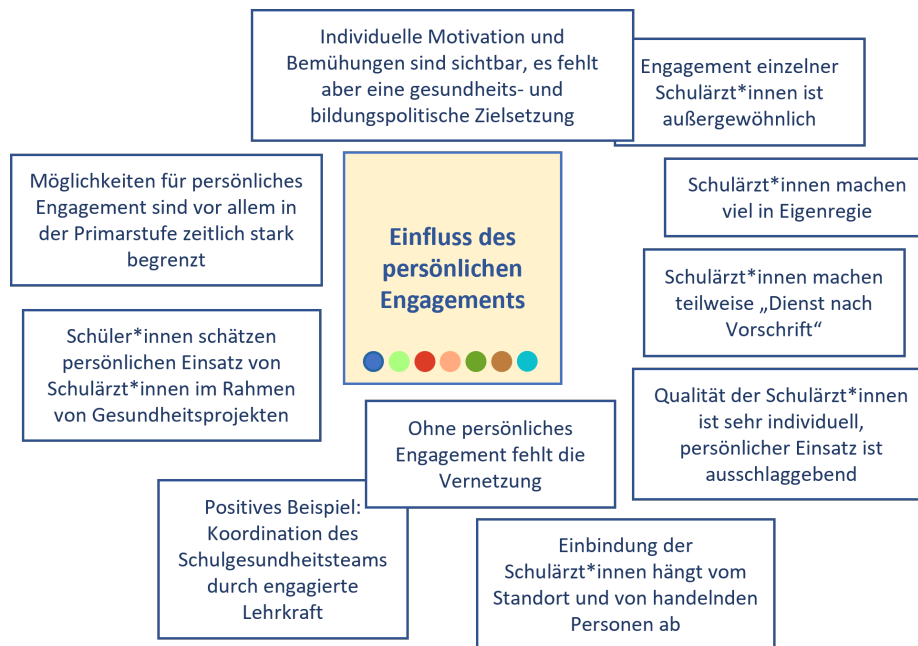 Individuelle Motivation und
Bemühungen sind sichtbar, es fehlt
aber eine gesundheits- und
bildungspolitische Zielsetzung
Engagement einzelner
Schulärzt*innen ist
außergewöhnlich
Möglichkeiten für persönliches
Engagement sind vor allem in
der Primarstufe zeitlich stark
begrenzt
Einfluss des
persönlichen
Engagements
Schulärzt*innen machen
viel in Eigenregie
Schulärzt*innen machen
teilweise „Dienst nach
Vorschrift“
Schüler*innen schätzen
persönlichen Einsatz von
Schulärzt*innen im Rahmen
von Gesundheitsprojekten
Qualität der Schulärzt*innen
ist sehr individuell,
persönlicher Einsatz ist
ausschlaggebend
Ohne persönliches
Engagement fehlt die
Vernetzung
Positives Beispiel:
Koordination des
Schulgesundheitsteams
durch engagierte
Lehrkraft
Einbindung der
Schulärzt*innen hängt vom
Standort und von handelnden
Personen ab